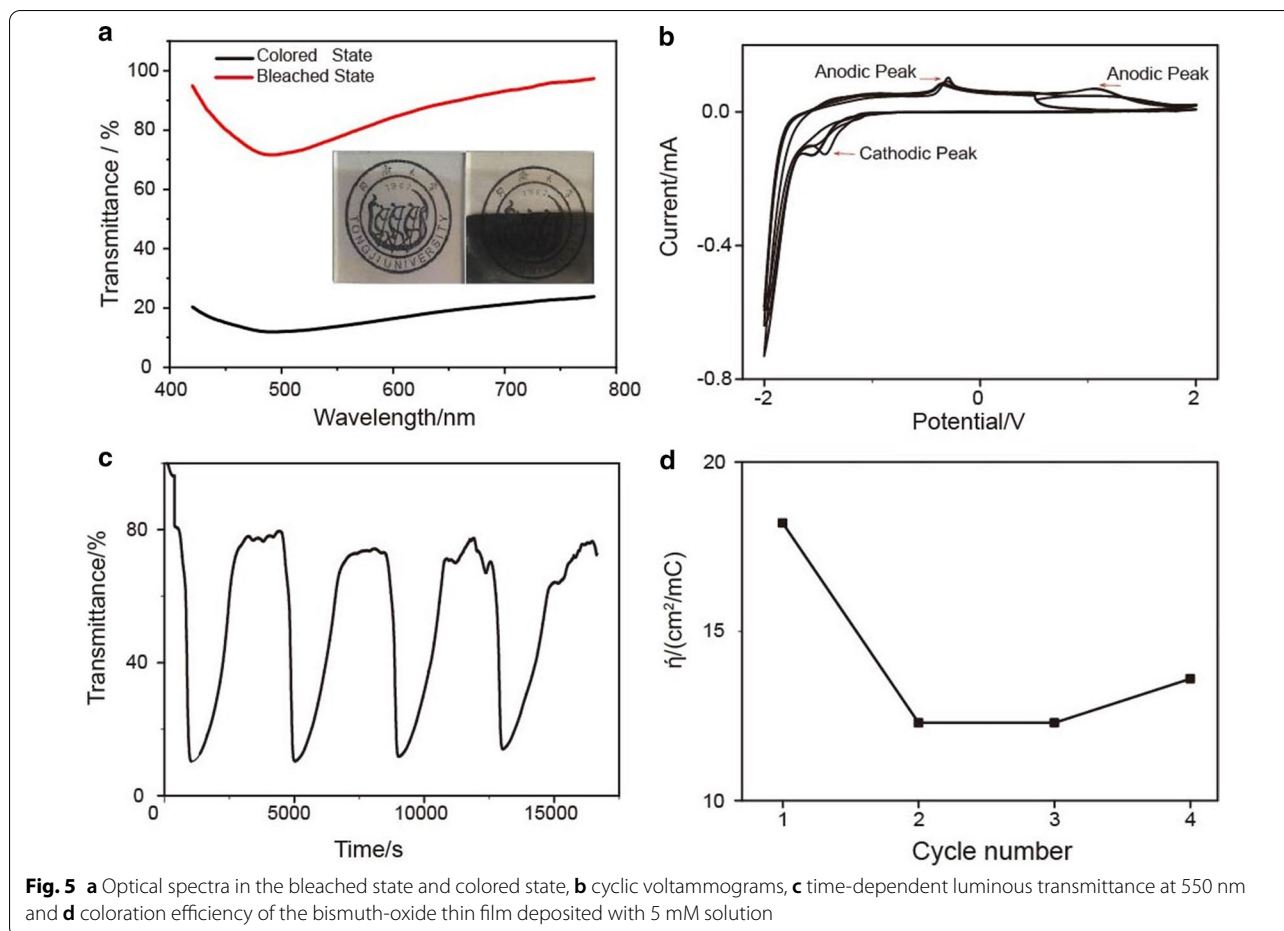 a
Colored State
Bleached State
100
80
60
40
20
0
Transmittance / %
400
500
600
700
800
Wavelength/nm
1907
TONGJI UNIVERSITY
b
Anodic Peak
Anodic Peak
Cathodic Peak
0.0
-0.4
-0.8
Current/mA
-2
0
2
Potential/V
c
80
40
0
Transmittance/%
0
5000
10000
15000
Time/s
d
20
15
10
ή/(cm²/mC)
1
2
3
4
Cycle number
Fig. 5 a Optical spectra in the bleached state and colored state, b cyclic voltammograms, c time-dependent luminous transmittance at 550 nm
and d coloration efficiency of the bismuth-oxide thin film deposited with 5 mM solution